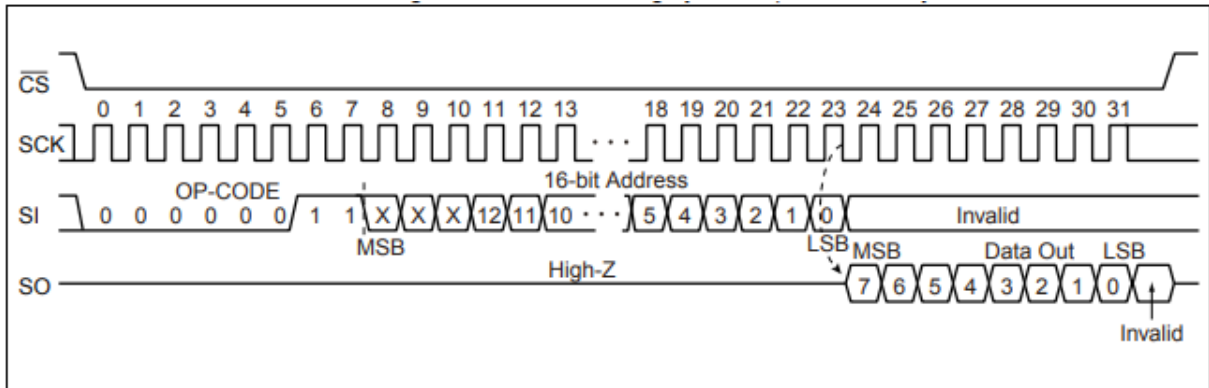 CS
0 1 2 3 4 5 6 7 8 9 10 11 12 13 18 19 20 21 22 23 24 25 26 27 28 29 30 31
SCK
OP-CODE 16-bit Address
SI 0 0 0 0 0 0 1 1 X X X 12 11 10 · · · 5 4 3 2 1 0 Invalid
MSB LSB MSB Data Out LSB
High-Z
SO 7 6 5 4 3 2 1 0
Invalid